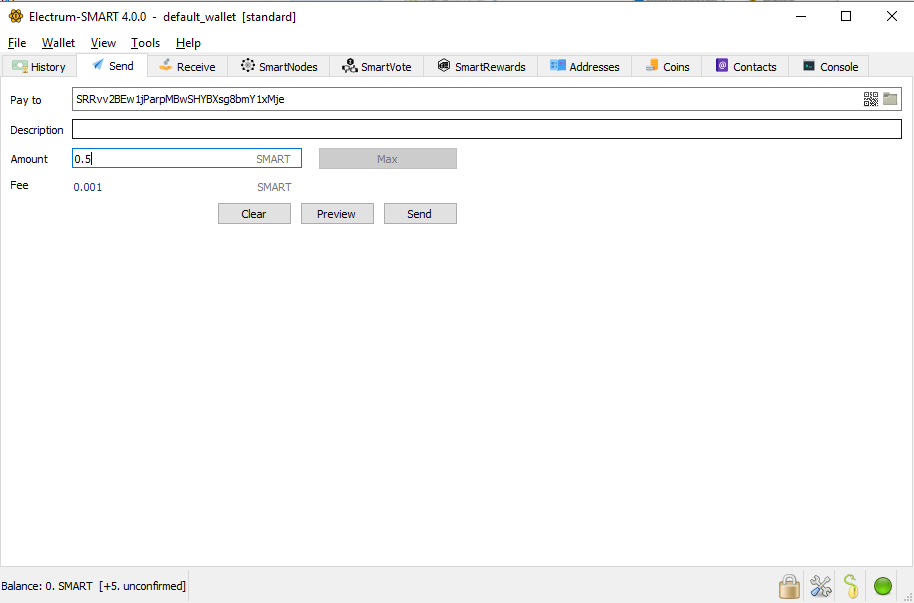 Electrum-SMART 4.0.0 - default_wallet [standard]
File Wallet View Tools Help
History Send Receive SmartNodes SmartVote SmartRewards Addresses Coins Contacts Console
Pay to SRRvv2BEw1jParpMBwSHYBXsg8bmY1xMje
Description
Amount 0.5 SMART Max
Fee 0.001 SMART
Clear Preview Send
Balance: 0. SMART [+5. unconfirmed]